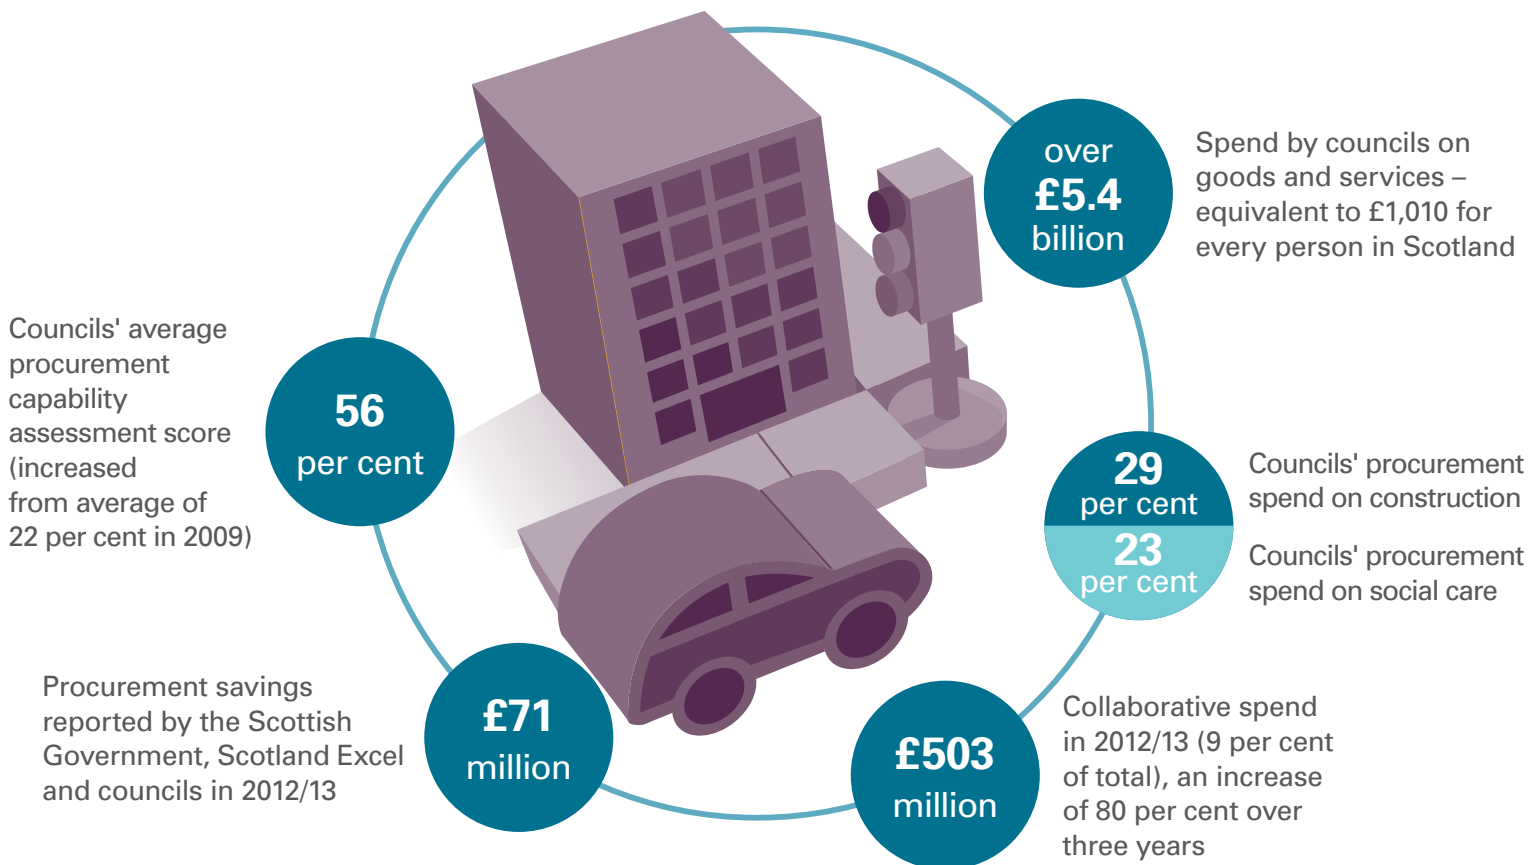 over
£5.4
billion
Spend by councils on
goods and services –
equivalent to £1,010 for
every person in Scotland
29
per cent
Councils' procurement
spend on construction
23
per cent
Councils' procurement
spend on social care
£503
million
Collaborative spend
in 2012/13 (9 per cent
of total), an increase
of 80 per cent over
three years
£71
million
Procurement savings
reported by the Scottish
Government, Scotland Excel
and councils in 2012/13
56
per cent
Councils' average
procurement
capability
assessment score
(increased
from average of
22 per cent in 2009)